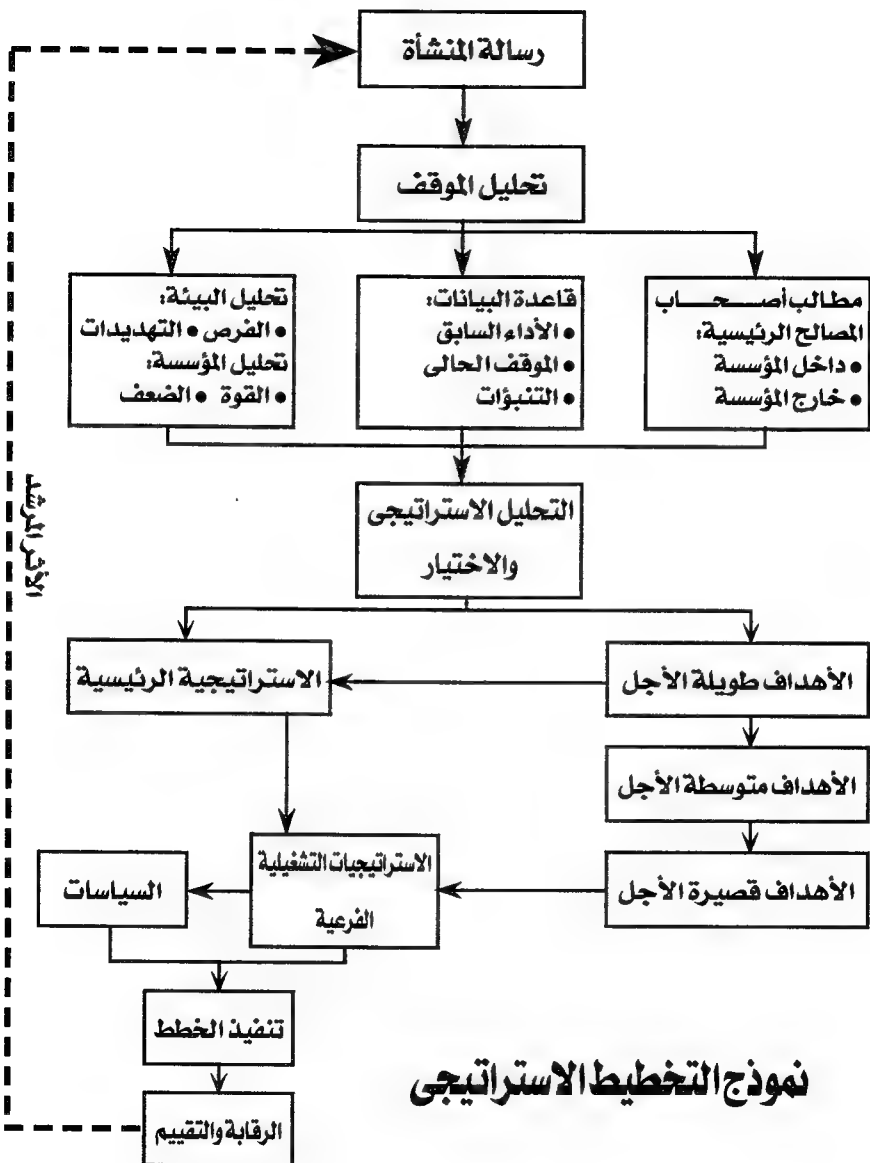 رسالة المنشأة
تحليل الموقف
مطالب أصحاب
المصالح الرئيسية:
• داخل المؤسسة
• خارج المؤسسة
قاعدة البيانات:
• الأداء السابق
• الموقف الحالى
• التنبؤات
تحليل البيئة:
• الفرص • التهديدات
تحليل المؤسسة:
• القوة • الضعف
التحليل الاستراتيجى
والاختيار
الأهداف طويلة الأجل
الاستراتيجية الرئيسية
الأهداف متوسطة الأجل
الأهداف قصيرة الأجل
الاستراتيجيات التشغيلية
الفرعية
السياسات
تنفيذ الخطط
الرقابة والتقييم
الأثر المرشد
نموذج التخطيط الاستراتيجى